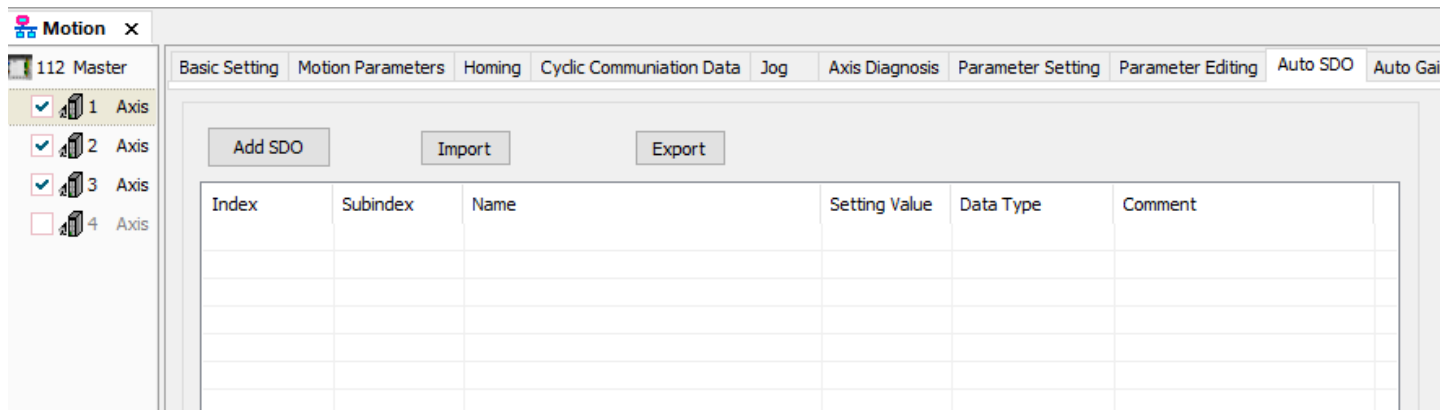 Motion X
112 Master
Basic Setting Motion Parameters Homing Cyclic Communiation Data Jog Axis Diagnosis Parameter Setting Parameter Editing Auto SDO Auto Gai
1 Axis
2 Axis
3 Axis
4 Axis
Add SDO Import Export
Index Subindex Name Setting Value Data Type Comment